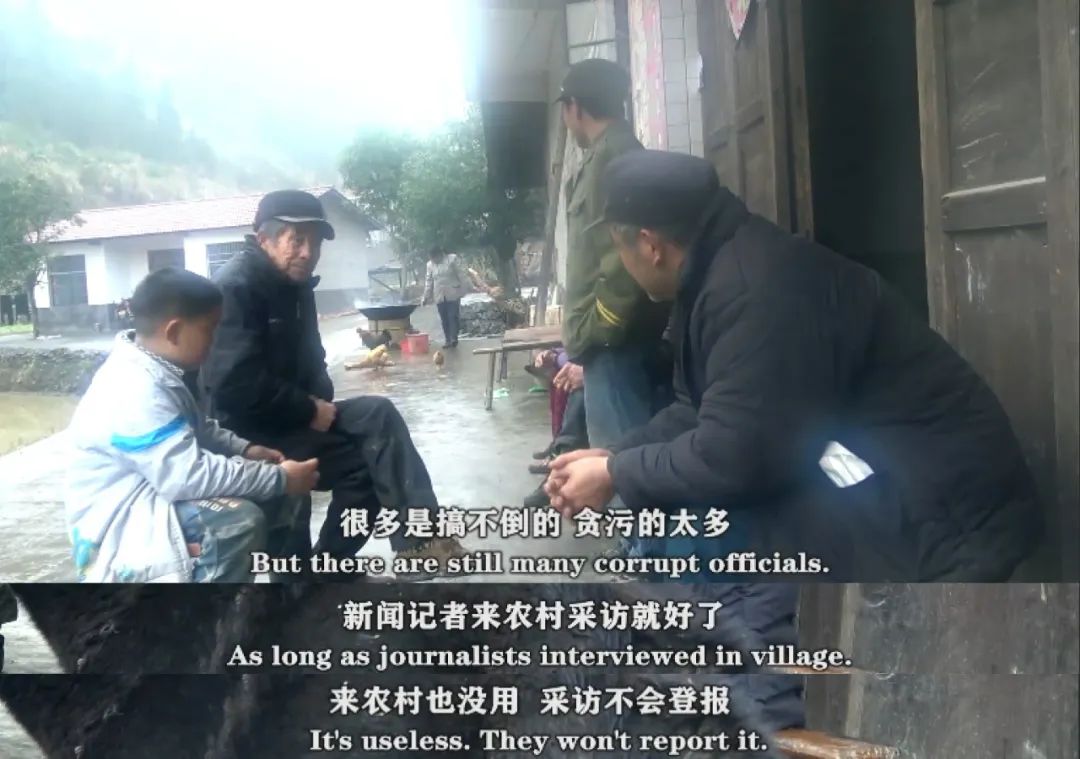 很多是搞不倒的 贪污的太多
But there are still many corrupt officials.
新闻记者来农村采访就好了
As long as journalists interviewed in village.
来农村也没用 采访不会登报
It's useless. They won't report it.